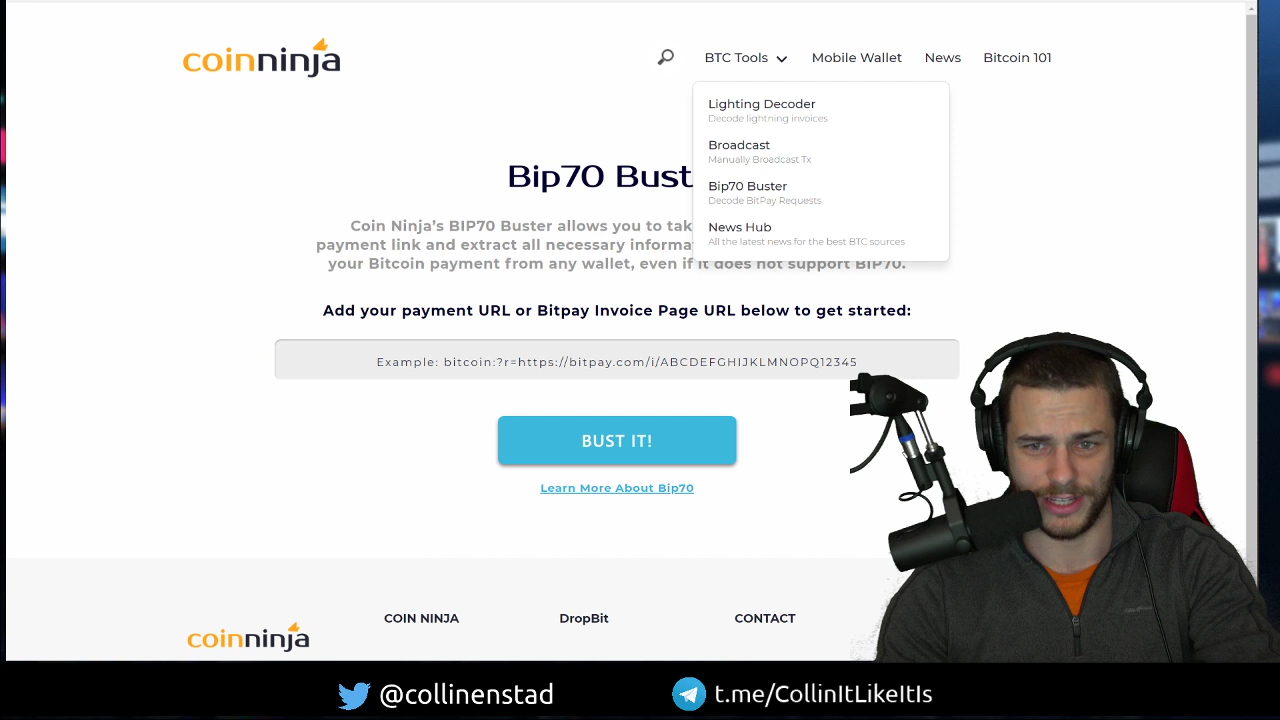 coinninja
BTC Tools
Mobile Wallet
News
Bitcoin 101
Lighting Decoder
Decode lightning invoices
Broadcast
Manually Broadcast Tx
Bip70 Buster
Decode BitPay Requests
News Hub
All the latest news for the best BTC sources
Bip70 Bust
Coin Ninja’s BIP70 Buster allows you to tak
payment link and extract all necessary informa
your Bitcoin payment from any wallet, even if it does not support BIP70.
Add your payment URL or Bitpay Invoice Page URL below to get started:
Example: bitcoin:?r=https://bitpay.com/i/ABCDEFGHIJKLMNOPQ12345
BUST IT!
Learn More About Bip70
coinninja
COIN NINJA
DropBit
CONTACT
@collinenstad
t.me/CollinItLikeItIs